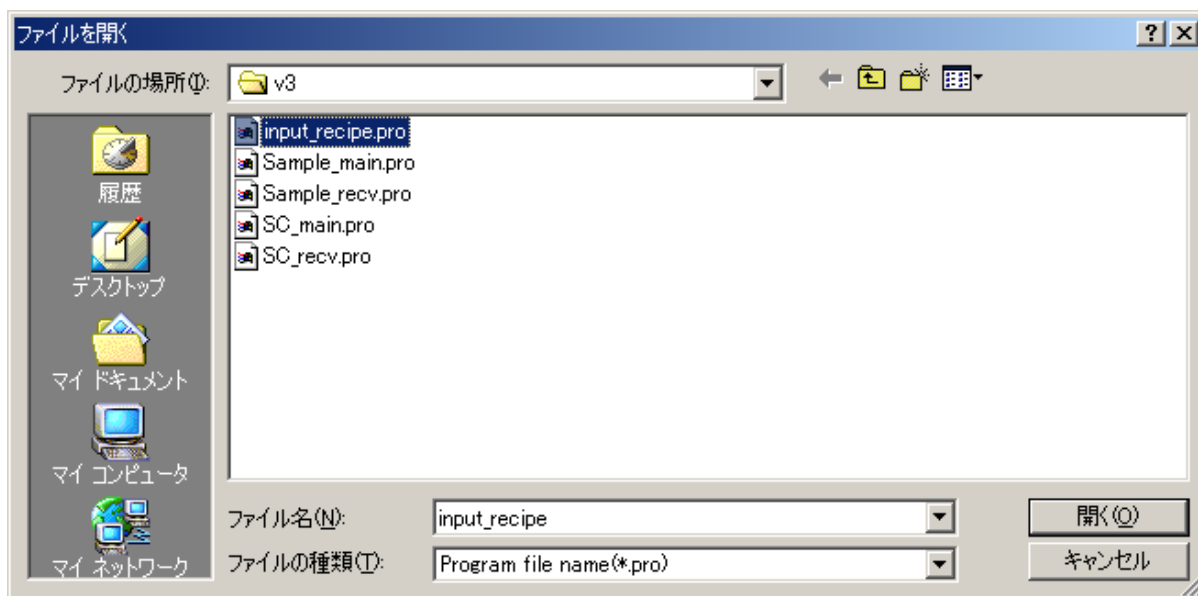 ファイルを開く
ファイルの場所(I):
v3
履歴
デスクトップ
マイ ドキュメント
マイ コンピュータ
マイ ネットワーク
input_recipe.pro
Sample_main.pro
Sample_recv.pro
SC_main.pro
SC_recv.pro
ファイル名(N):
input_recipe
開く(O)
ファイルの種類(T):
Program file name(*.pro)
キャンセル